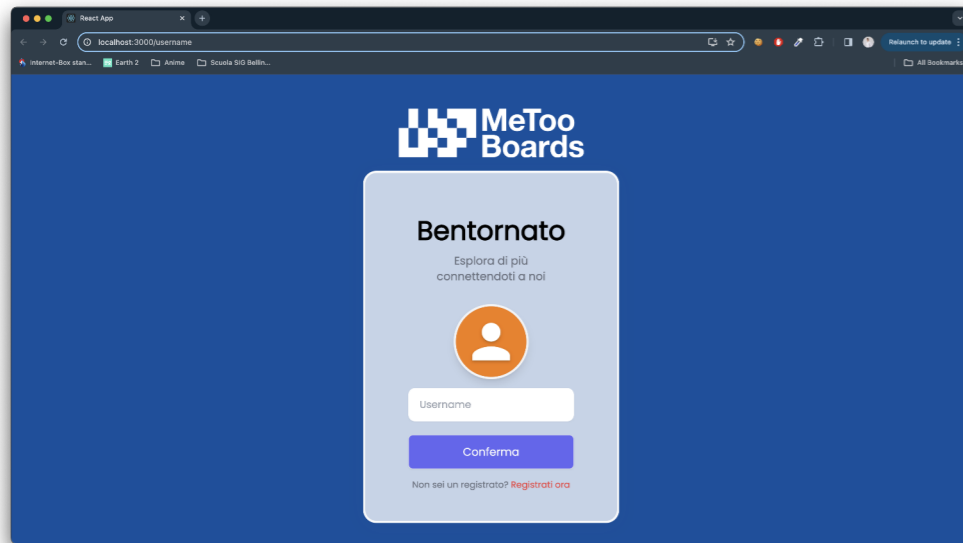 React App
localhost:3000/username
Relaunch to update
Internet-Box stan...
Earth 2
Anime
Scuola SIG Bellin...
All Bookmarks
MeToo
Boards
Bentornato
Esplora di più
connettendoti a noi
Username
Conferma
Non sei un registrato? Registrati ora